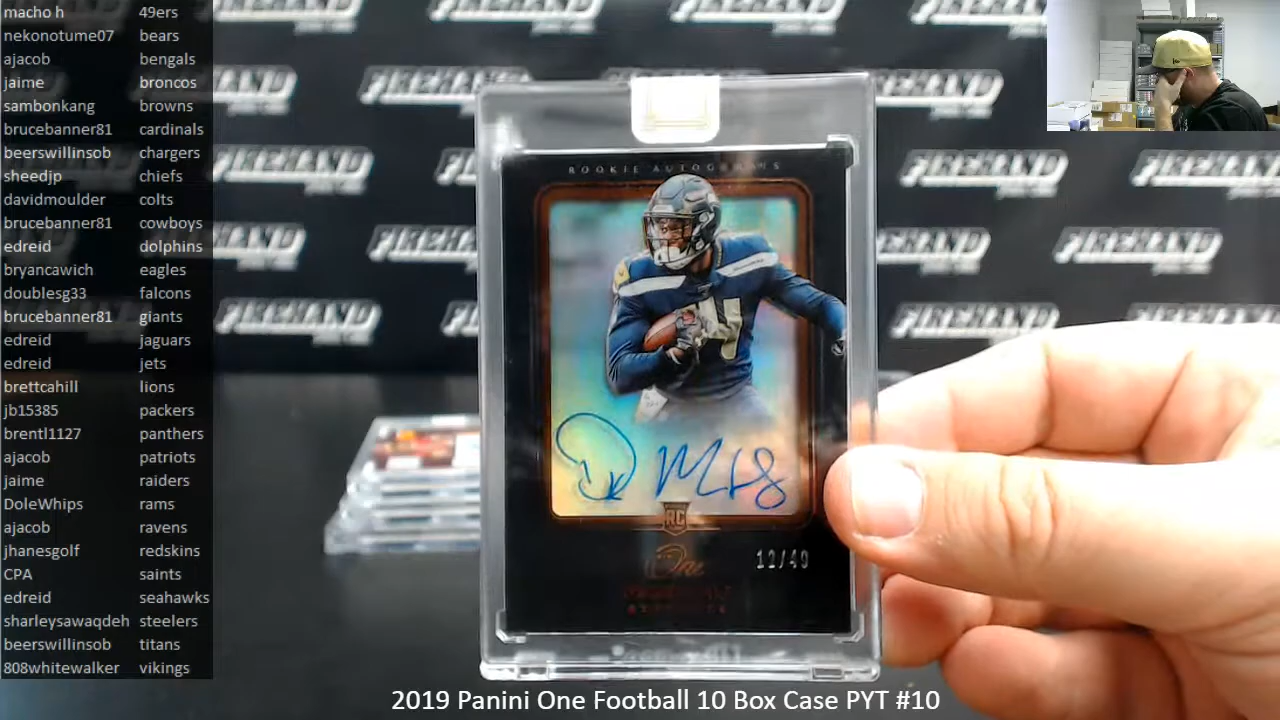 macho h 49ers
nekonotume07 bears
ajacob bengals
jaime broncos
sambonkang browns
brucebanner81 cardinals
beerswillinsob chargers
sheedjp chiefs
davidmoulder colts
brucebanner81 cowboys
edreid dolphins
bryancawich eagles
doublesg33 falcons
brucebanner81 giants
edreid jaguars
edreid jets
brettcahill lions
jb15385 packers
brentl1127 panthers
ajacob patriots
jaime raiders
DoleWhips rams
ajacob ravens
jhanesgolf redskins
CPA saints
edreid seahawks
sharleysawaqdeh steelers
beerswillinsob titans
808whitewalker vikings
FIREHAND
ROOKIE AUTOGRAPHS
RC
One
12/49
2019 Panini One Football 10 Box Case PYT #10